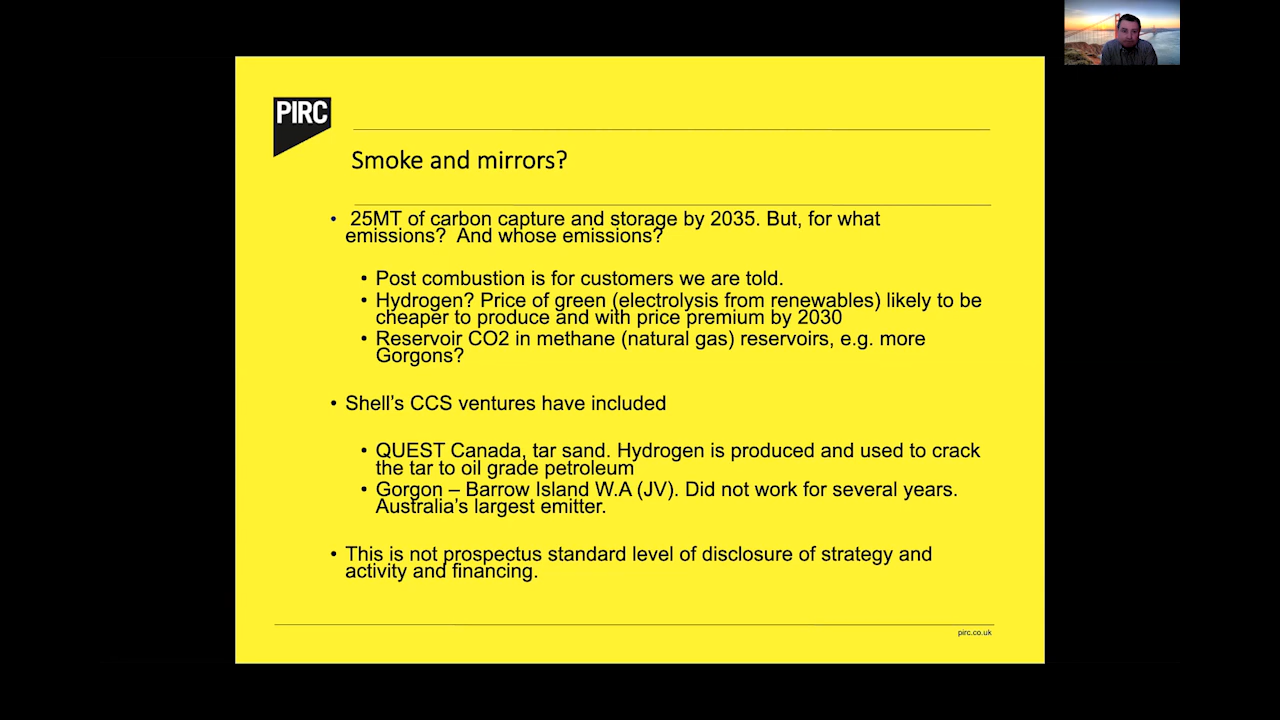 PIRC
Smoke and mirrors?
• 25MT of carbon capture and storage by 2035. But, for what
emissions? And whose emissions?
• Post combustion is for customers we are told.
• Hydrogen? Price of green (electrolysis from renewables) likely to be
cheaper to produce and with price premium by 2030
• Reservoir CO2 in methane (natural gas) reservoirs, e.g. more
Gorgons?
• Shell’s CCS ventures have included
• QUEST Canada, tar sand. Hydrogen is produced and used to crack
the tar to oil grade petroleum
• Gorgon – Barrow Island W.A (JV). Did not work for several years.
Australia’s largest emitter.
• This is not prospectus standard level of disclosure of strategy and
activity and financing.
pirc.co.uk